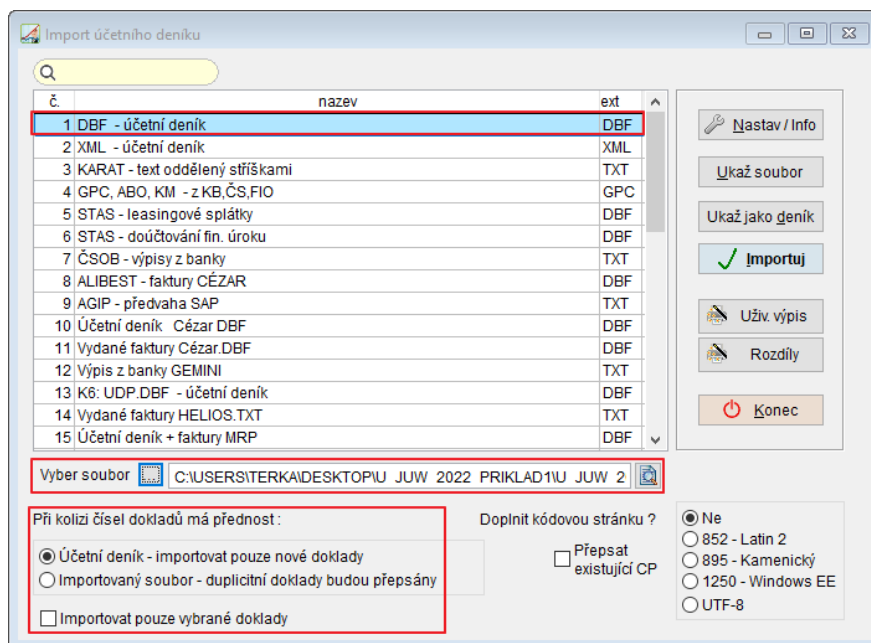 Import účetního deníku
č. nazev ext
1 DBF - účetní deník DBF
2 XML - účetní deník XML
3 KARAT - text oddělený stříškami TXT
4 GPC, ABO, KM - z KB,ČS,FIO GPC
5 STAS - leasingové splátky DBF
6 STAS - doúčtování fin. úroku DBF
7 ČSOB - výpisy z banky TXT
8 ALIBEST - faktury CÉZAR DBF
9 AGIP - předvaha SAP TXT
10 Účetní deník Cézar DBF DBF
11 Vydané faktury Cézar.DBF DBF
12 Výpis z banky GEMINI TXT
13 K6: UDP.DBF - účetní deník DBF
14 Vydané faktury HELIOS.TXT TXT
15 Účetní deník + faktury MRP DBF
Nastav / Info
Ukaž soubor
Ukaž jako deník
Importuj
Uživ. výpis
Rozdíly
Konec
Vyber soubor ... C:\USERS\TERKA\DESKTOP\U JUW 2022 PRIKLAD1\U JUW 2
Při kolizi čísel dokladů má přednost :
Účetní deník - importovat pouze nové doklady
Importovaný soubor - duplicitní doklady budou přepsány
Importovat pouze vybrané doklady
Doplnit kódovou stránku ?
Přepsat
existující CP
Ne
852 - Latin 2
895 - Kamenický
1250 - Windows EE
UTF-8